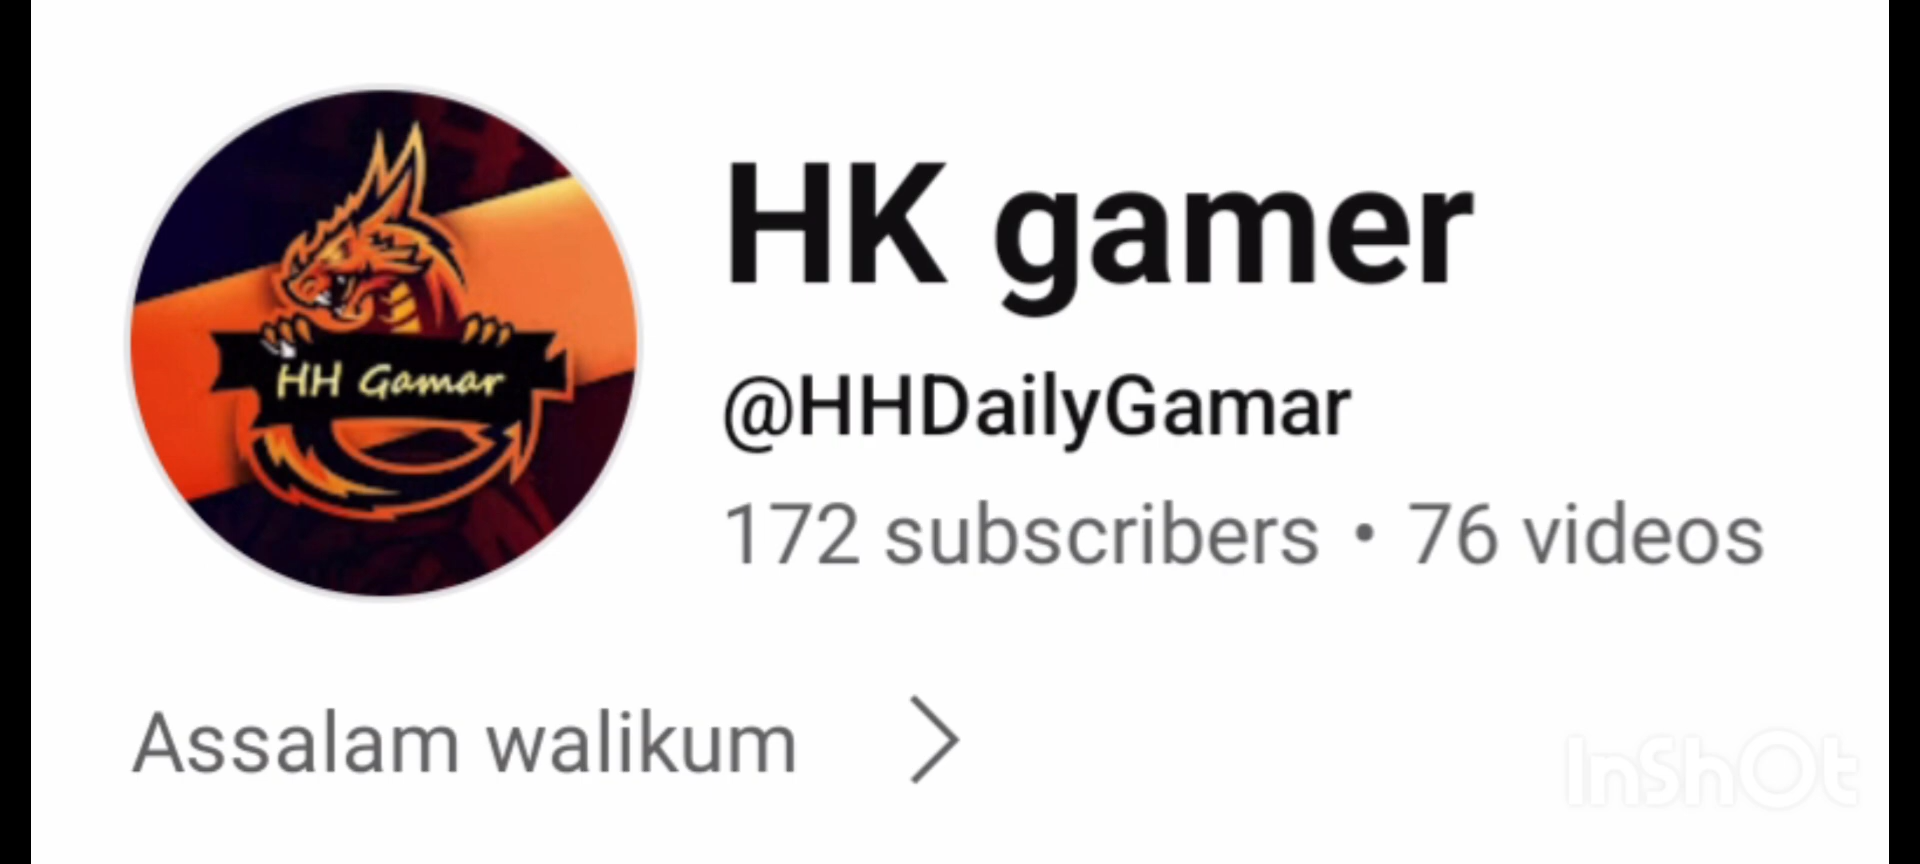 HH Gamar
HK gamer
@HHDailyGamar
172 subscribers • 76 videos
Assalam walikum
InShOt